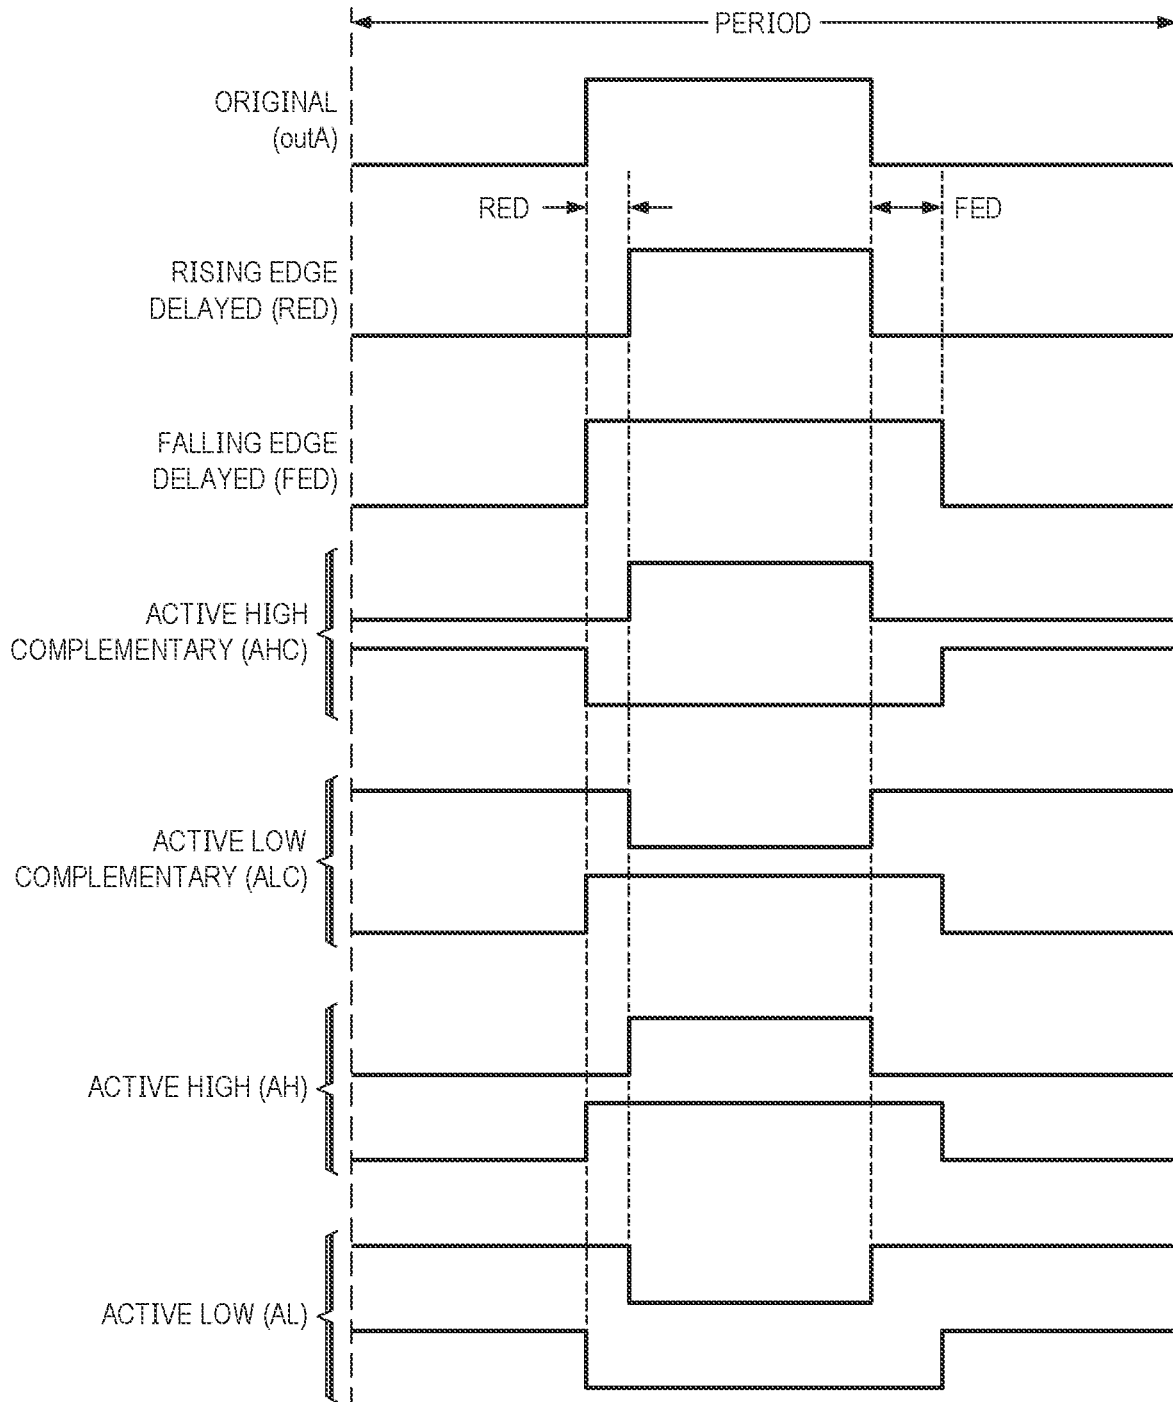 PERIOD
ORIGINAL
(outA)
RED
FED
RISING EDGE
DELAYED (RED)
FALLING EDGE
DELAYED (FED)
ACTIVE HIGH
COMPLEMENTARY (AHC)
ACTIVE LOW
COMPLEMENTARY (ALC)
ACTIVE HIGH (AH)
ACTIVE LOW (AL)